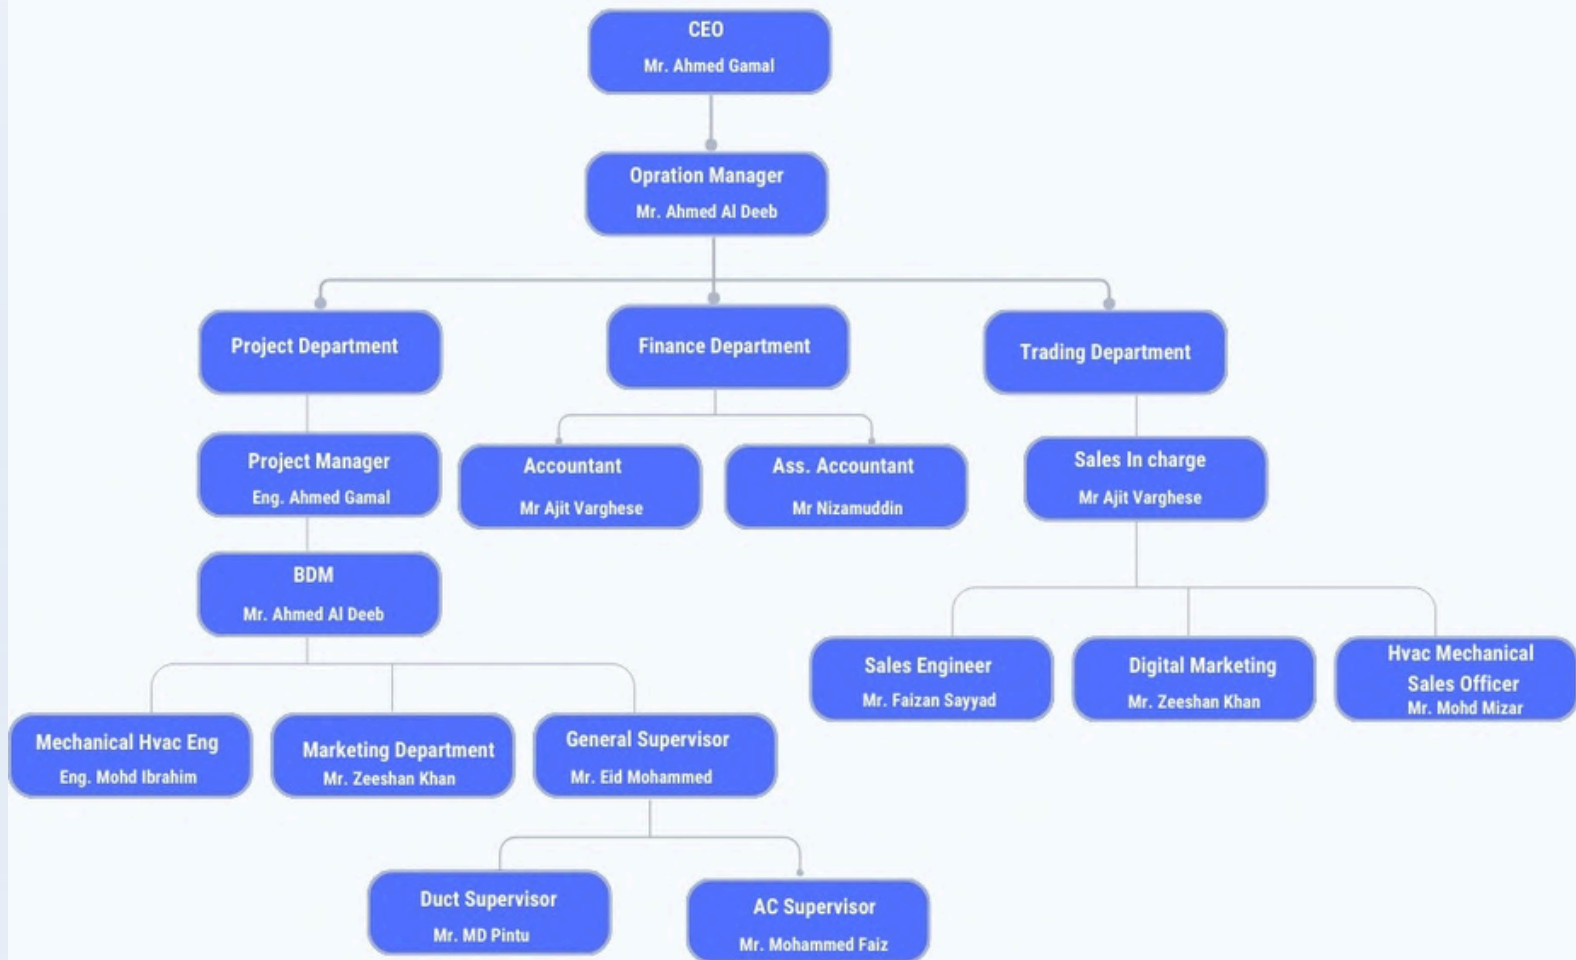 CEO
Mr. Ahmed Gamal
Opration Manager
Mr. Ahmed Al Deeb
Project Department
Finance Department
Trading Department
Project Manager
Eng. Ahmed Gamal
Accountant
Mr Ajit Varghese
Ass. Accountant
Mr Nizamuddin
Sales In charge
Mr Ajit Varghese
BDM
Mr. Ahmed Al Deeb
Sales Engineer
Mr. Faizan Sayyad
Digital Marketing
Mr. Zeeshan Khan
Hvac Mechanical
Sales Officer
Mr. Mohd Mizar
Mechanical Hvac Eng
Eng. Mohd Ibrahim
Marketing Department
Mr. Zeeshan Khan
General Supervisor
Mr. Eid Mohammed
Duct Supervisor
Mr. MD Pintu
AC Supervisor
Mr. Mohammed Faiz